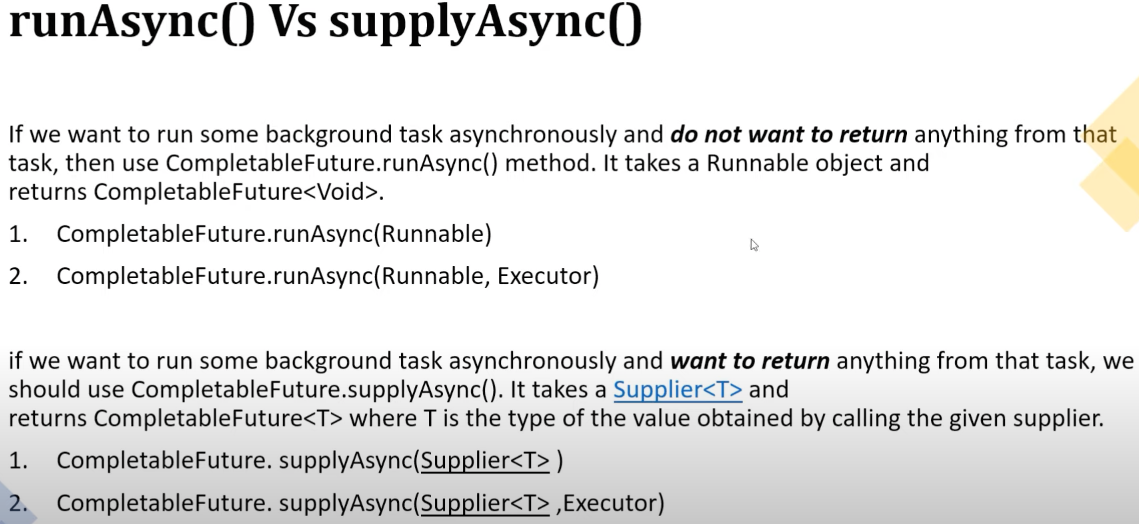 runAsync() Vs supplyAsync()
If we want to run some background task asynchronously and do not want to return anything from that
task, then use CompletableFuture.runAsync() method. It takes a Runnable object and
returns CompletableFuture<Void>.
1. CompletableFuture.runAsync(Runnable)
2. CompletableFuture.runAsync(Runnable, Executor)
if we want to run some background task asynchronously and want to return anything from that task, we
should use CompletableFuture.supplyAsync(). It takes a Supplier<T> and
returns CompletableFuture<T> where T is the type of the value obtained by calling the given supplier.
1. CompletableFuture. supplyAsync(Supplier<T> )
2. CompletableFuture. supplyAsync(Supplier<T> ,Executor)